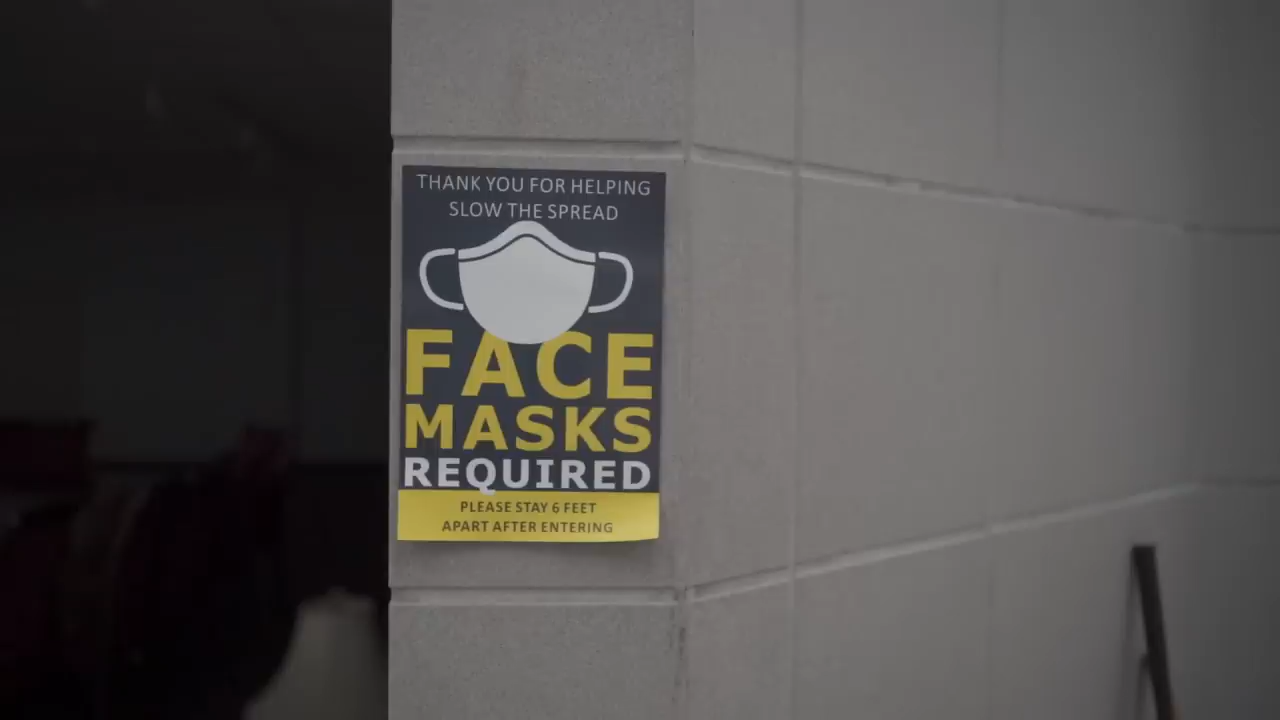 THANK YOU FOR HELPING
SLOW THE SPREAD
FACE
MASKS
REQUIRED
PLEASE STAY 6 FEET
APART AFTER ENTERING